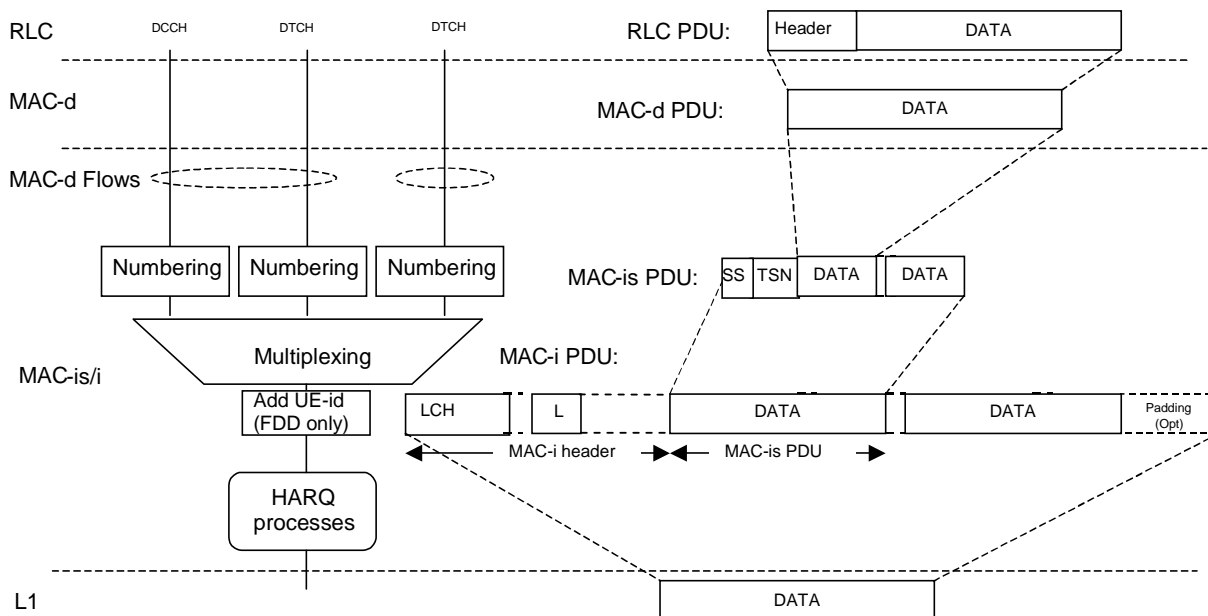 RLC
DCCH DTCH DTCH
RLC PDU: Header DATA
MAC-d
MAC-d PDU: DATA
MAC-d Flows
Numbering Numbering Numbering
MAC-is PDU: SS TSN DATA DATA
Multiplexing
MAC-i PDU:
MAC-is/i
Add UE-id
(FDD only)
LCH L DATA DATA Padding
(Opt)
MAC-i header MAC-is PDU
HARQ
processes
L1
DATA